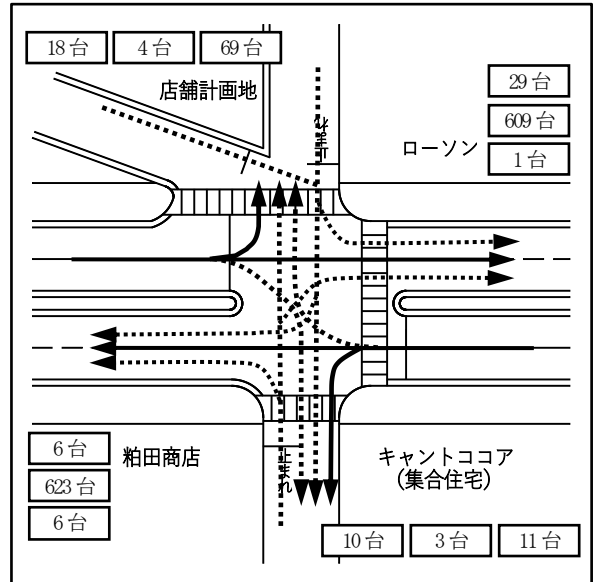 18台 4台 69台
店舗計画地
止まれ
ローソン
29台
609台
1台
6台
623台
6台
粕田商店
止まれ
キャントココア
(集合住宅)
10台 3台 11台